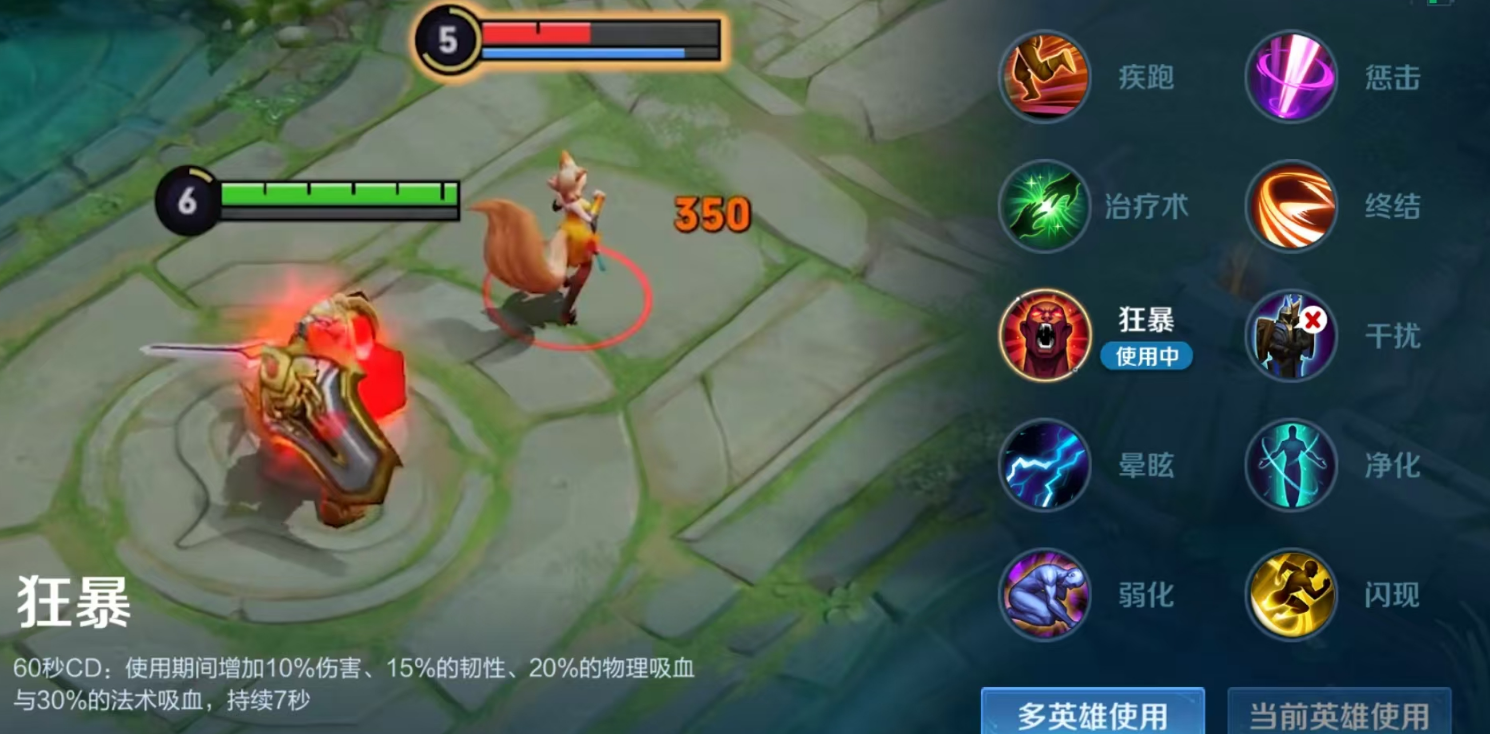 5
6
350
狂暴
60秒CD：使用期间增加10%伤害、15%的韧性、20%的物理吸血
与30%的法术吸血，持续7秒
疾跑
惩击
治疗术
终结
狂暴
使用中
干扰
晕眩
净化
弱化
闪现
多英雄使用
当前英雄使用